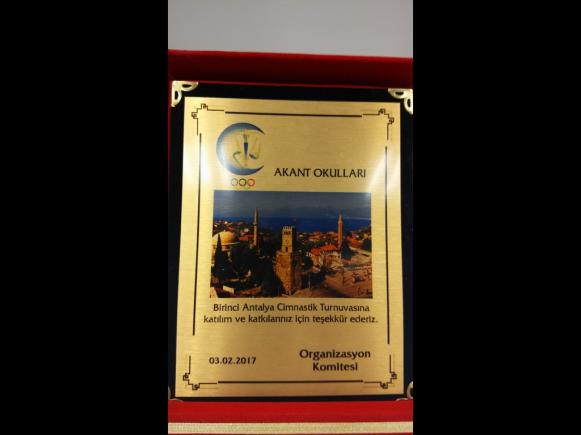 AKANT OKULLARI
Birinci Antalya Cimnastik Turnuvasına
katılım ve katkılarınız için teşekkür ederiz.
03.02.2017
Organizasyon
Komitesi